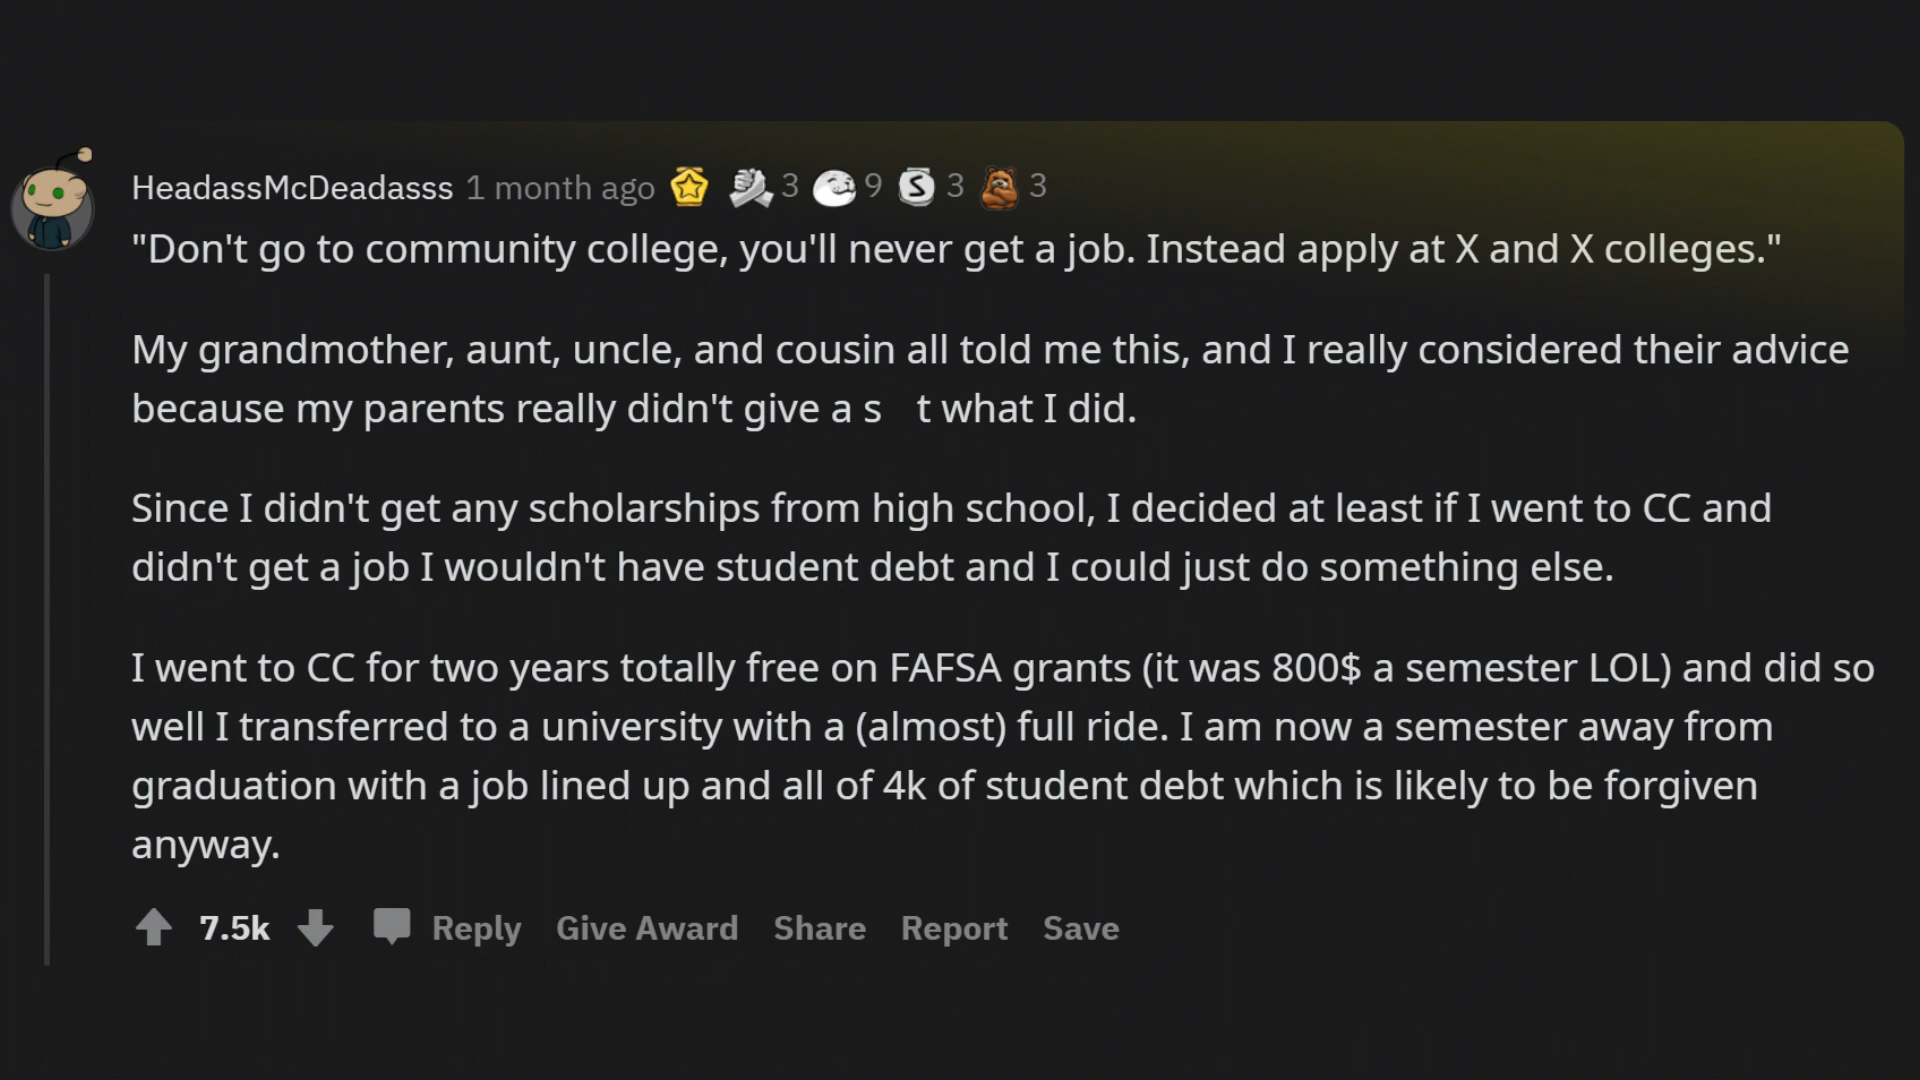 HeadassMcDeadasss 1 month ago 3 9 S 3 3
"Don't go to community college, you'll never get a job. Instead apply at X and X colleges."
My grandmother, aunt, uncle, and cousin all told me this, and I really considered their advice
because my parents really didn't give a s t what I did.
Since I didn't get any scholarships from high school, I decided at least if I went to CC and
didn't get a job I wouldn't have student debt and I could just do something else.
I went to CC for two years totally free on FAFSA grants (it was 800$ a semester LOL) and did so
well I transferred to a university with a (almost) full ride. I am now a semester away from
graduation with a job lined up and all of 4k of student debt which is likely to be forgiven
anyway.
7.5k Reply Give Award Share Report Save